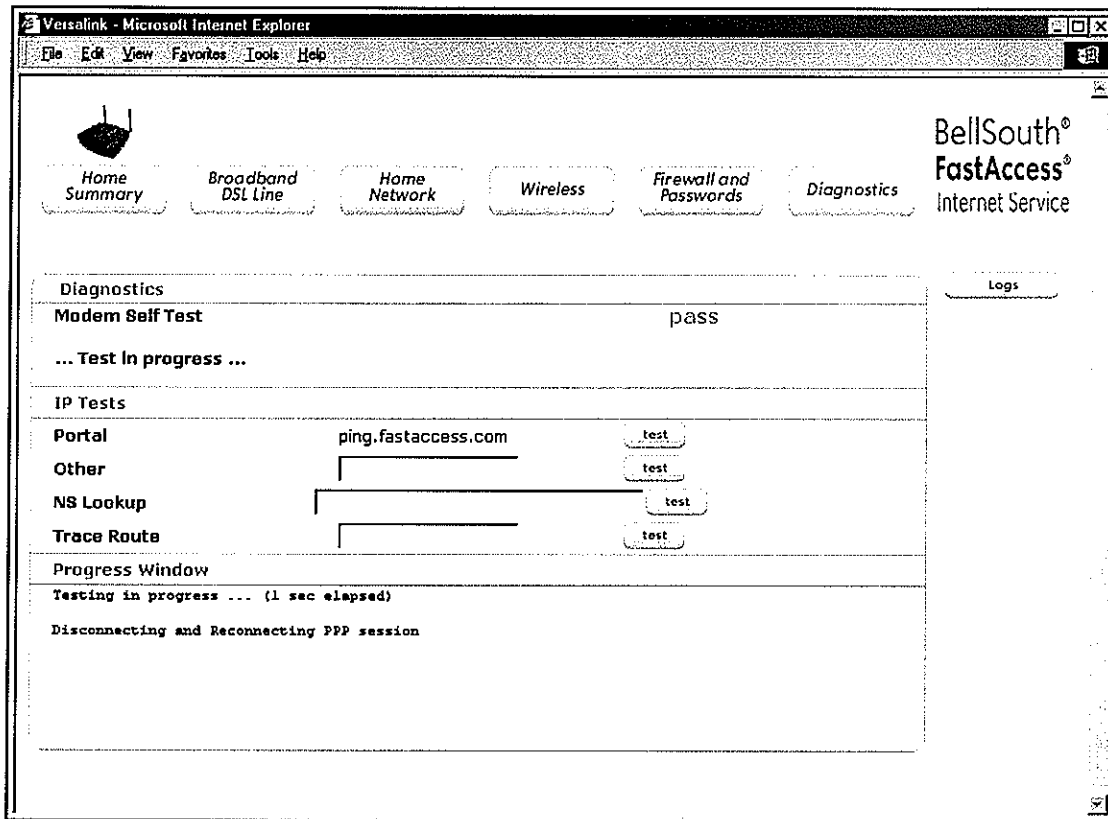 Versalink - Microsoft Internet Explorer
File Edit View Favorites Tools Help
BellSouth®
FastAccess®
Internet Service
Home Summary
Broadband DSL Line
Home Network
Wireless
Firewall and Passwords
Diagnostics
Logs
Diagnostics
Modem Self Test pass
... Test in progress ...
IP Tests
Portal ping.fastaccess.com test
Other test
NS Lookup test
Trace Route test
Progress Window
Testing in progress ... (1 sec elapsed)
Disconnecting and Reconnecting PPP session